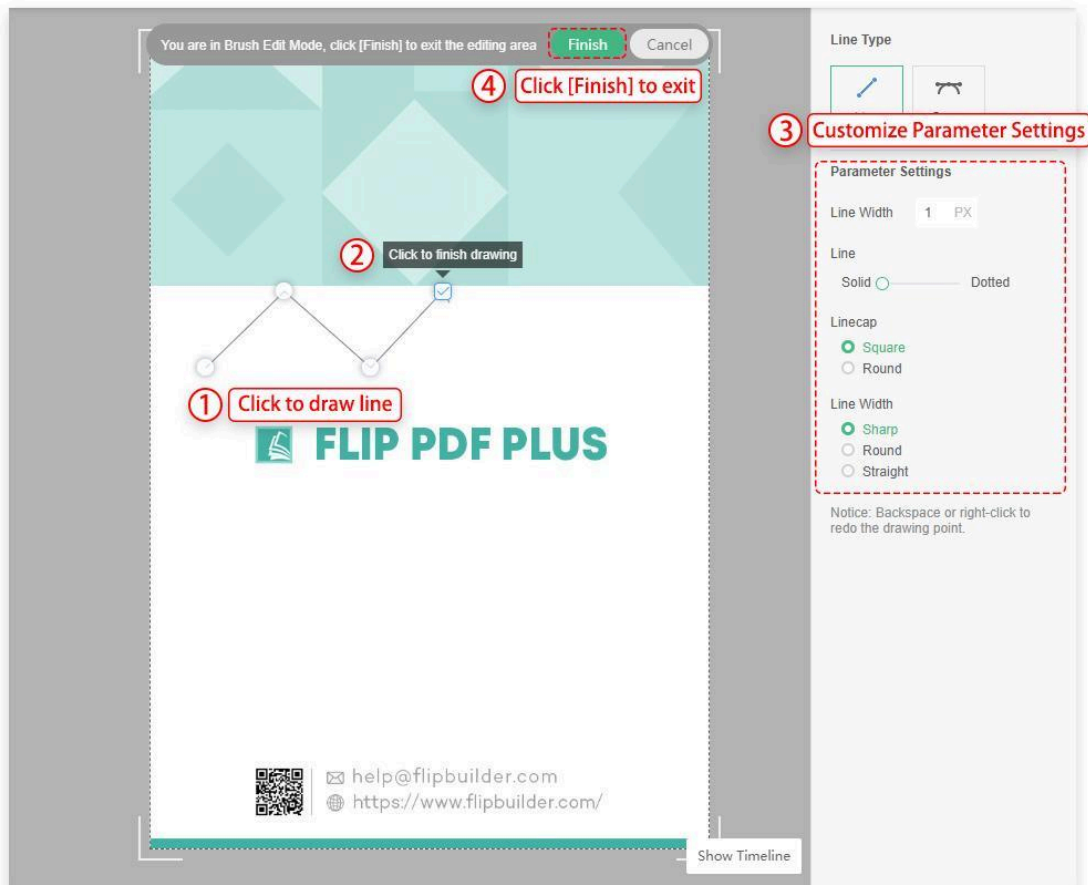 You are in Brush Edit Mode, click [Finish] to exit the editing area
Finish
Cancel
④ Click [Finish] to exit
② Click to finish drawing
① Click to draw line
FLIP PDF PLUS
help@flipbuilder.com
https://www.flipbuilder.com/
Show Timeline
Line Type
③ Customize Parameter Settings
Parameter Settings
Line Width 1 PX
Line
Solid Dotted
Linecap
Square
Round
Line Width
Sharp
Round
Straight
Notice: Backspace or right-click to
redo the drawing point.